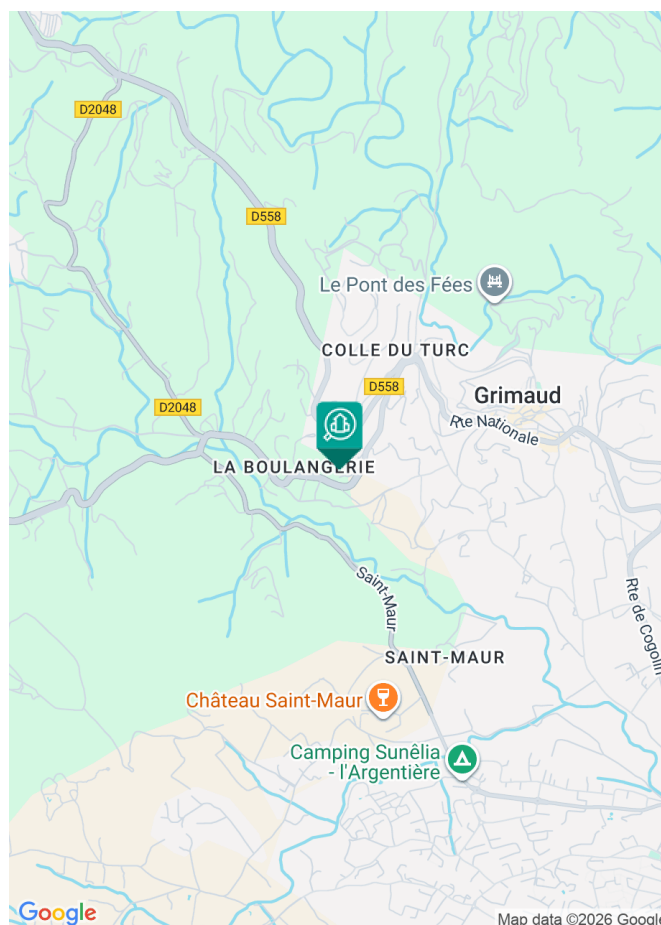 D2048
D558
Le Pont des Fées
COLLE DU TURC
D558
Grimaud
D2048
Rte Nationale
LA BOULANGERIE
Saint-Maur
Rte de Cogolin
SAINT-MAUR
Château Saint-Maur
Camping Sunêlia
- l'Argentière
Google
Map data ©2026 Google